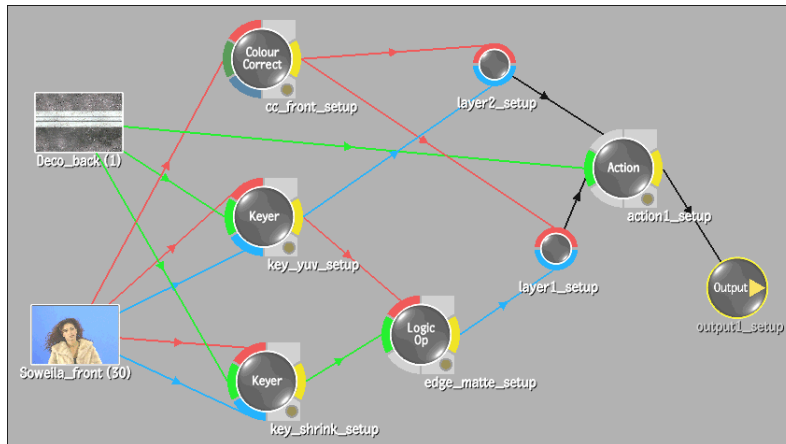 Colour
Correct
cc_front_setup
layer2_setup
Deco_back (1)
Action
action1_setup
Keyer
key_yuv_setup
layer1_setup
Output
output1_setup
Logic
Op
edge_matte_setup
Soweila_front (30)
Keyer
key_shrink_setup